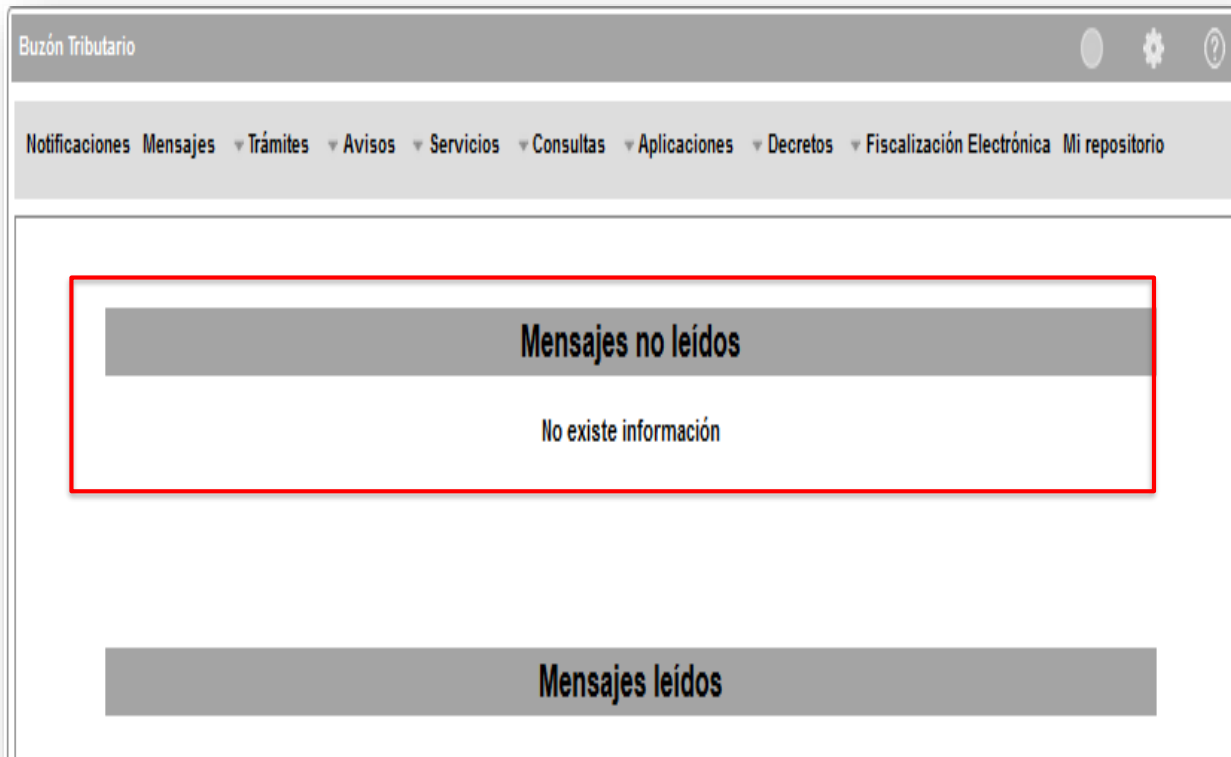 Buzón Tributario
Notificaciones Mensajes Trámites Avisos Servicios Consultas Aplicaciones Decretos Fiscalización Electrónica Mi repositorio
Mensajes no leídos
No existe información
Mensajes leídos